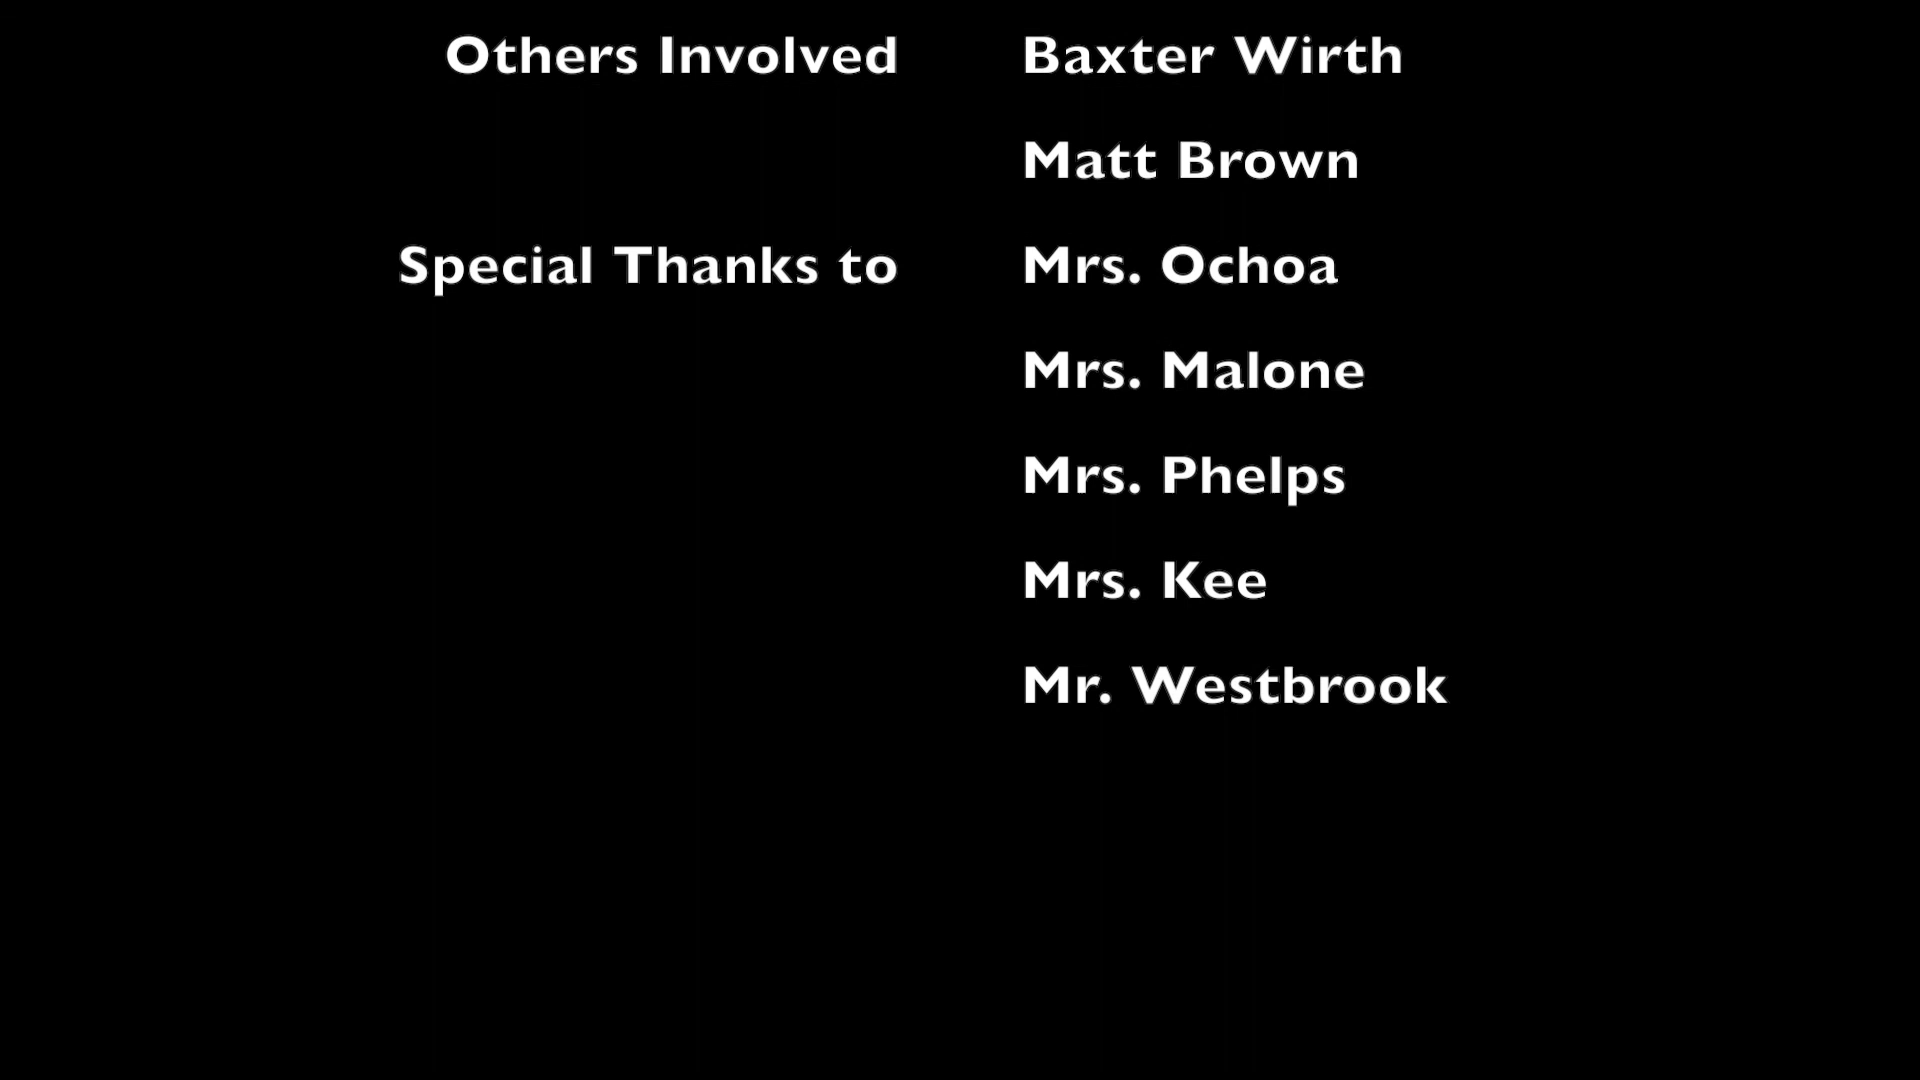 Others Involved Baxter Wirth
Matt Brown
Special Thanks to Mrs. Ochoa
Mrs. Malone
Mrs. Phelps
Mrs. Kee
Mr. Westbrook